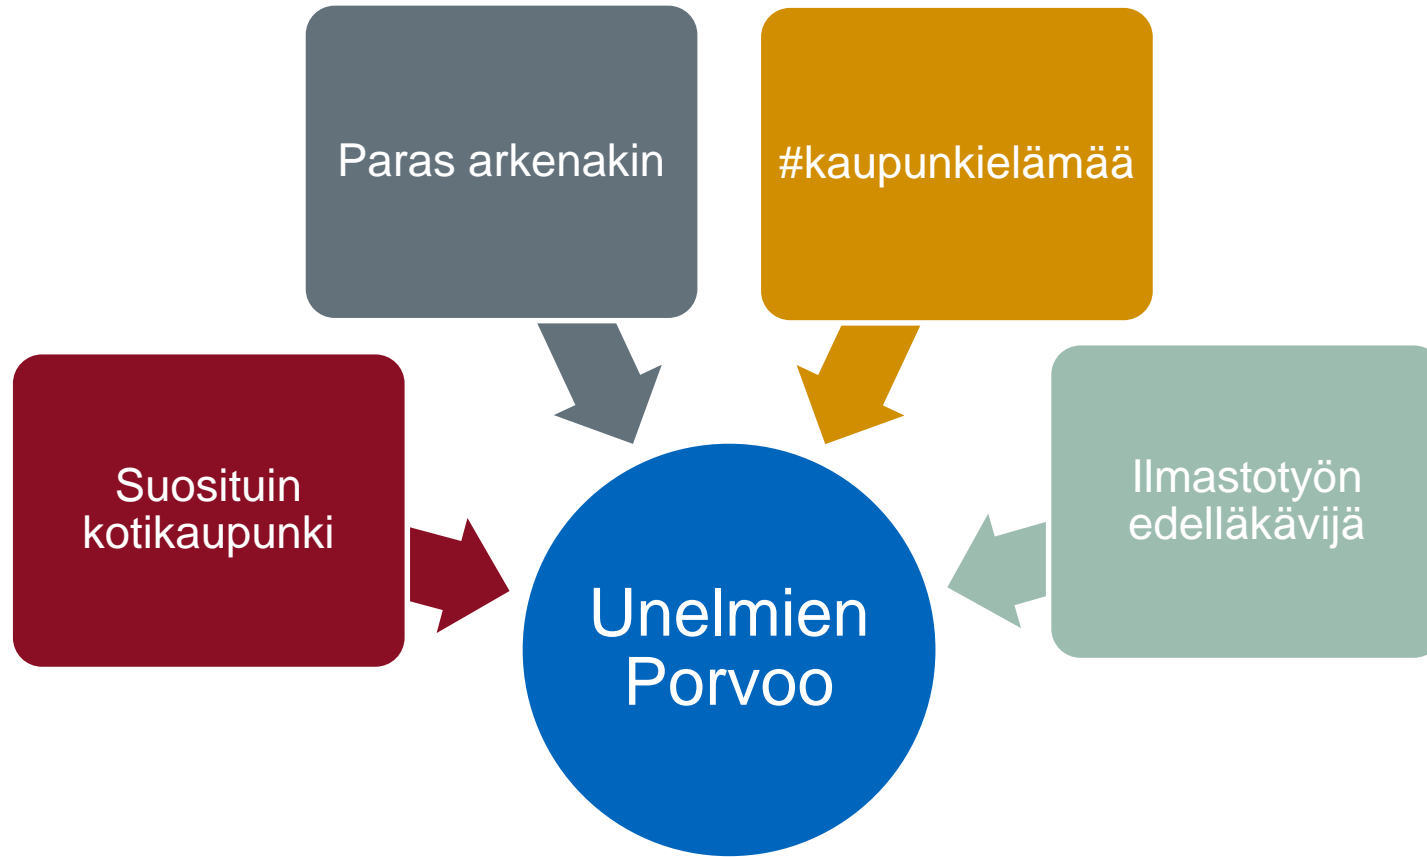 Paras arkenakin
#kaupunkielämää
Suosituin
kotikaupunki
Ilmastotyön
edelläkävijä
Unelmien
Porvoo